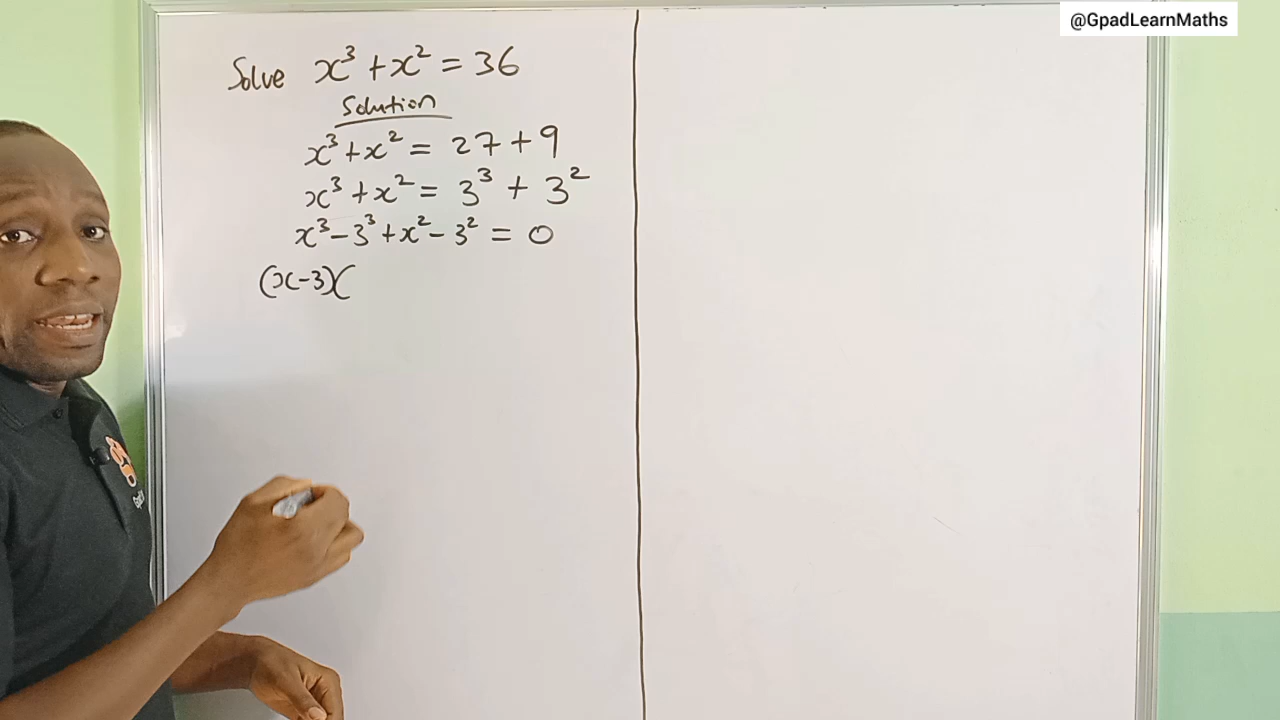 @GpadLearnMaths
Solve x³ + x² = 36
Solution
x³ + x² = 27 + 9
x³ + x² = 3³ + 3²
x³ - 3³ + x² - 3² = 0
(x-3)(